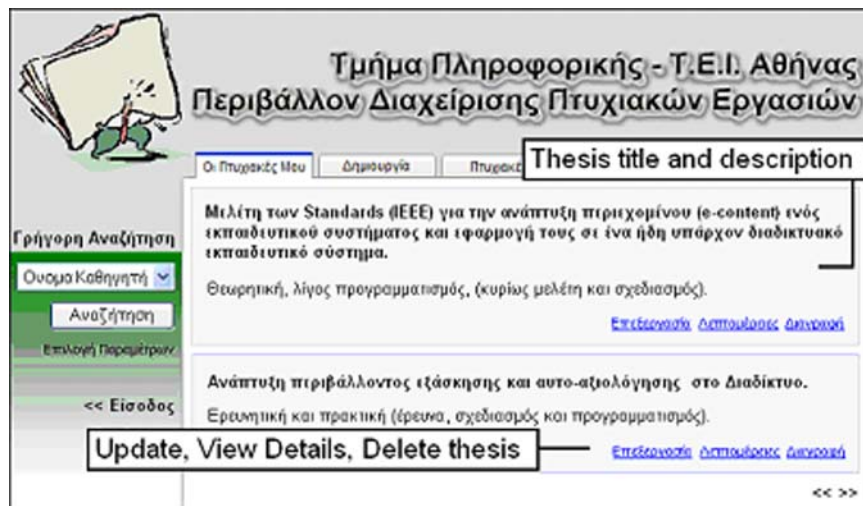 Τμήμα Πληροφορικής - Τ.Ε.Ι. Αθήνας
Περιβάλλον Διαχείρισης Πτυχιακών Εργασιών
Οι Πτυχιακές Μου
Δημιουργία
Thesis title and description
Μελέτη των Standards (IEEE) για την ανάπτυξη περιεχομένου (e-content) ενός
εκπαιδευτικού συστήματος και εφαρμογή τους σε ένα ήδη υπάρχον διαδικτυακό
εκπαιδευτικό σύστημα.
Θεωρητική, λίγος προγραμματισμός, (κυρίως μελέτη και σχεδιασμός).
Επεξεργασία Λεπτομέρειες Διαγραφή
Γρήγορη Αναζήτηση
Ονομα Καθηγητή
Αναζήτηση
Επιλογή Παραμέτρων
<< Είσοδος
Ανάπτυξη περιβάλλοντος εξάσκησης και αυτο-αξιολόγησης στο Διαδίκτυο.
Ερευνητική και πρακτική (έρευνα, σχεδιασμός και προγραμματισμός).
Update, View Details, Delete thesis
Επεξεργασία Λεπτομέρειες Διαγραφή
<< >>